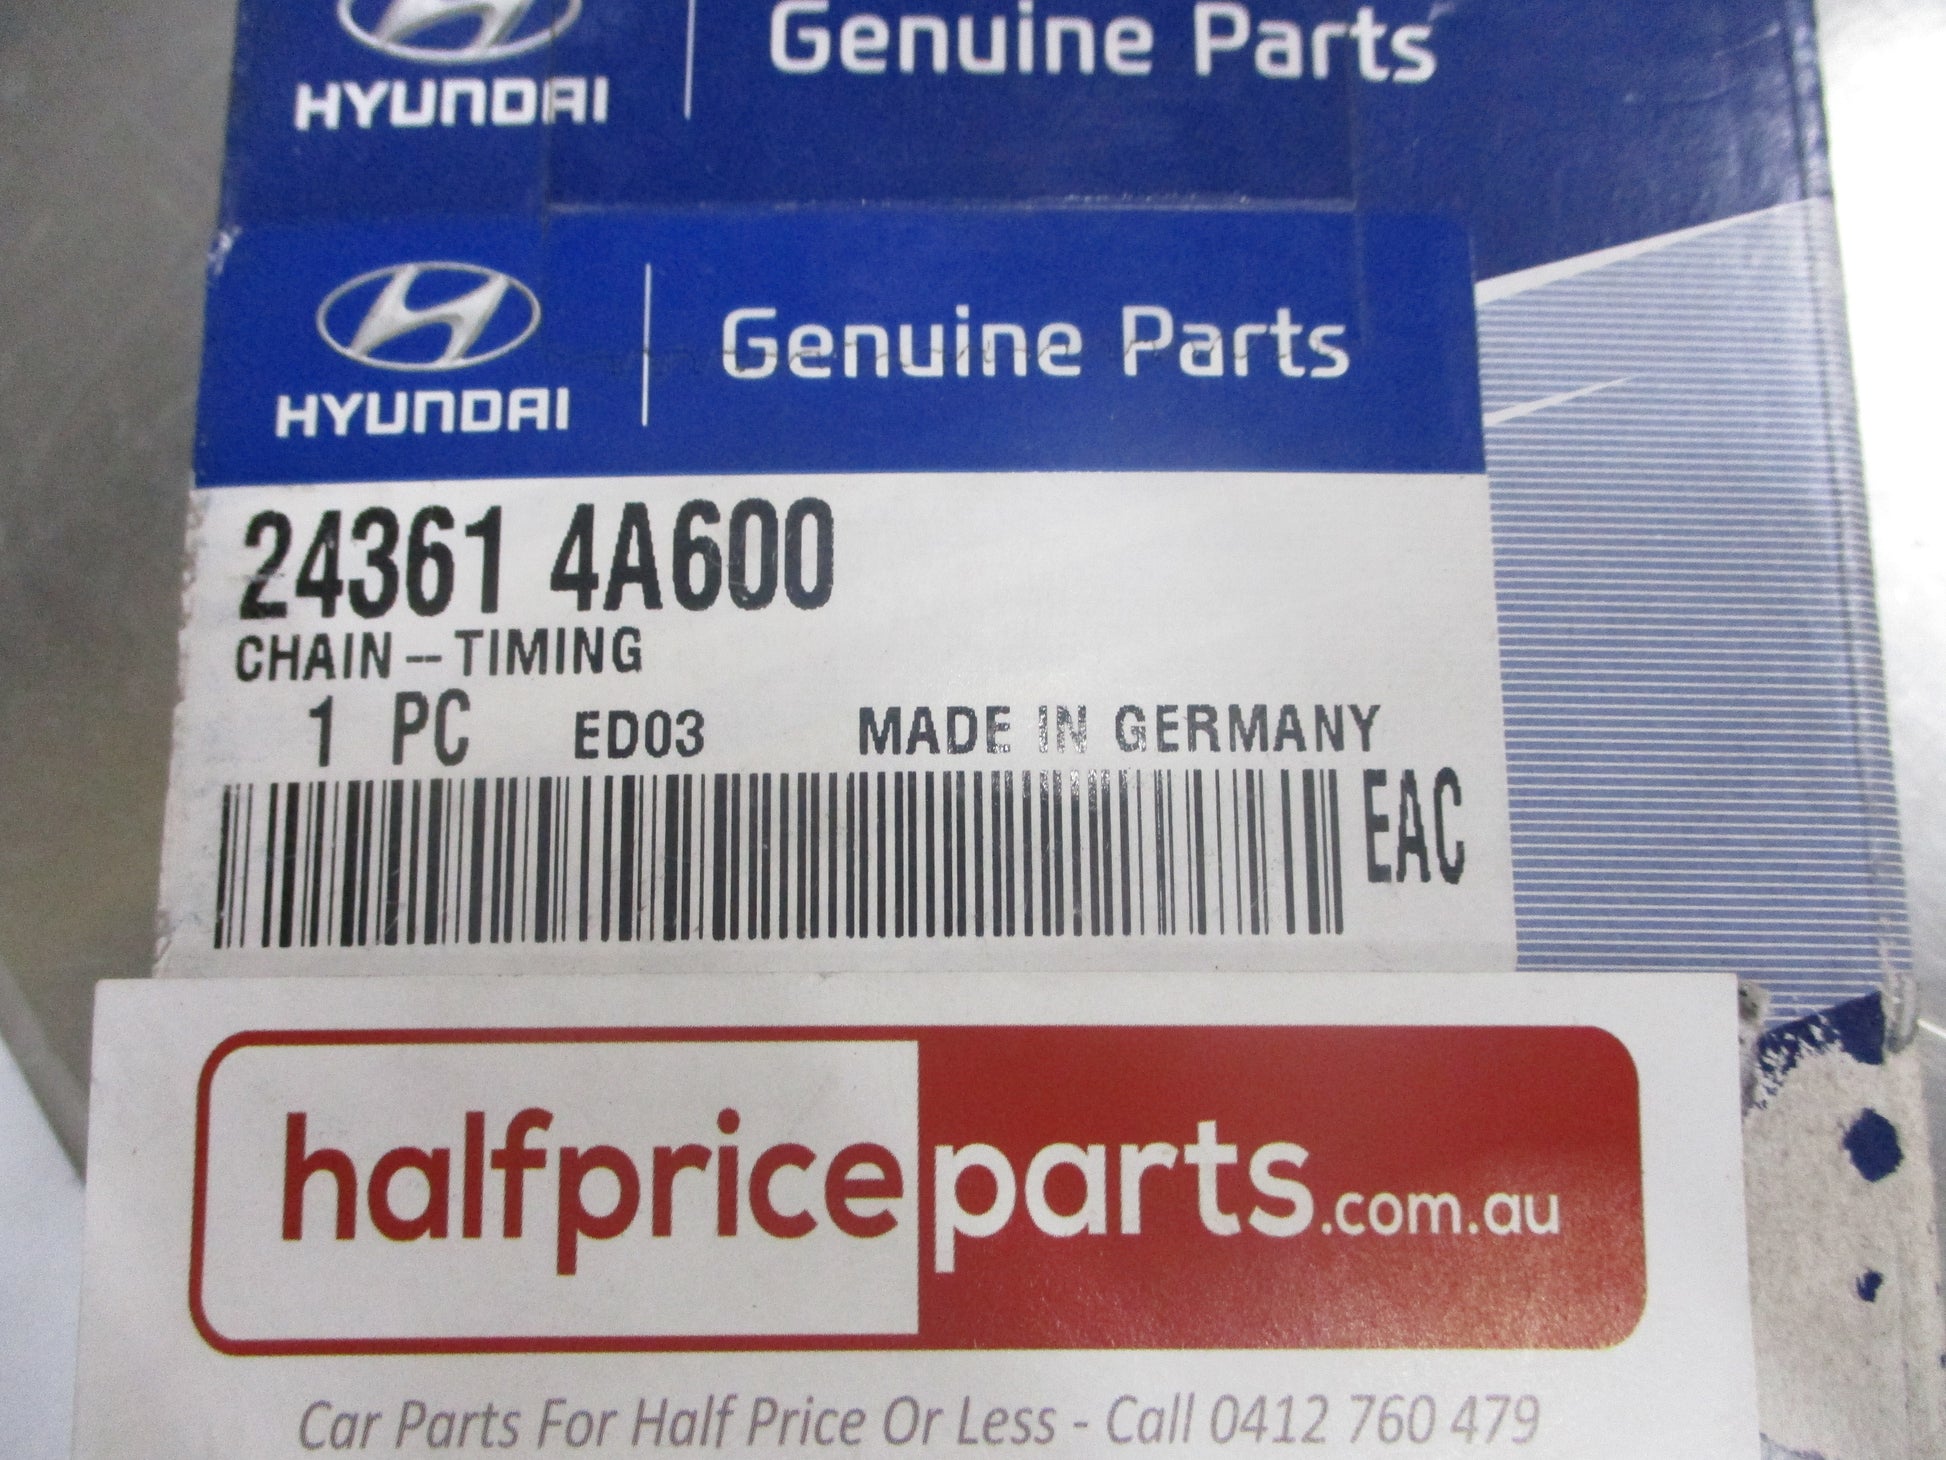 HYUNDAI
Genuine Parts
HYUNDAI
Genuine Parts
24361 4A600
CHAIN--TIMING
1 PC ED03 MADE IN GERMANY
EAC
halfpriceparts.com.au
Car Parts For Half Price Or Less - Call 0412 760 479